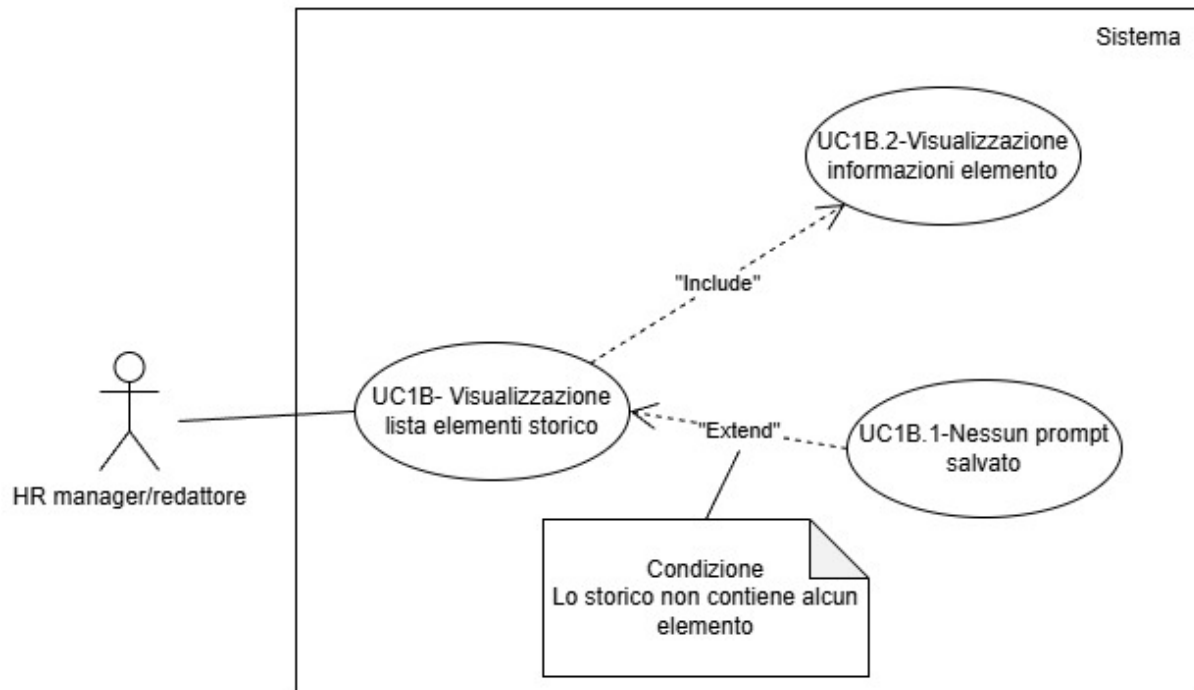 Sistema
UC1B.2-Visualizzazione
informazioni elemento
"Include"
UC1B- Visualizzazione
lista elementi storico
"Extend"
UC1B.1-Nessun prompt
salvato
HR manager/redattore
Condizione
Lo storico non contiene alcun
elemento